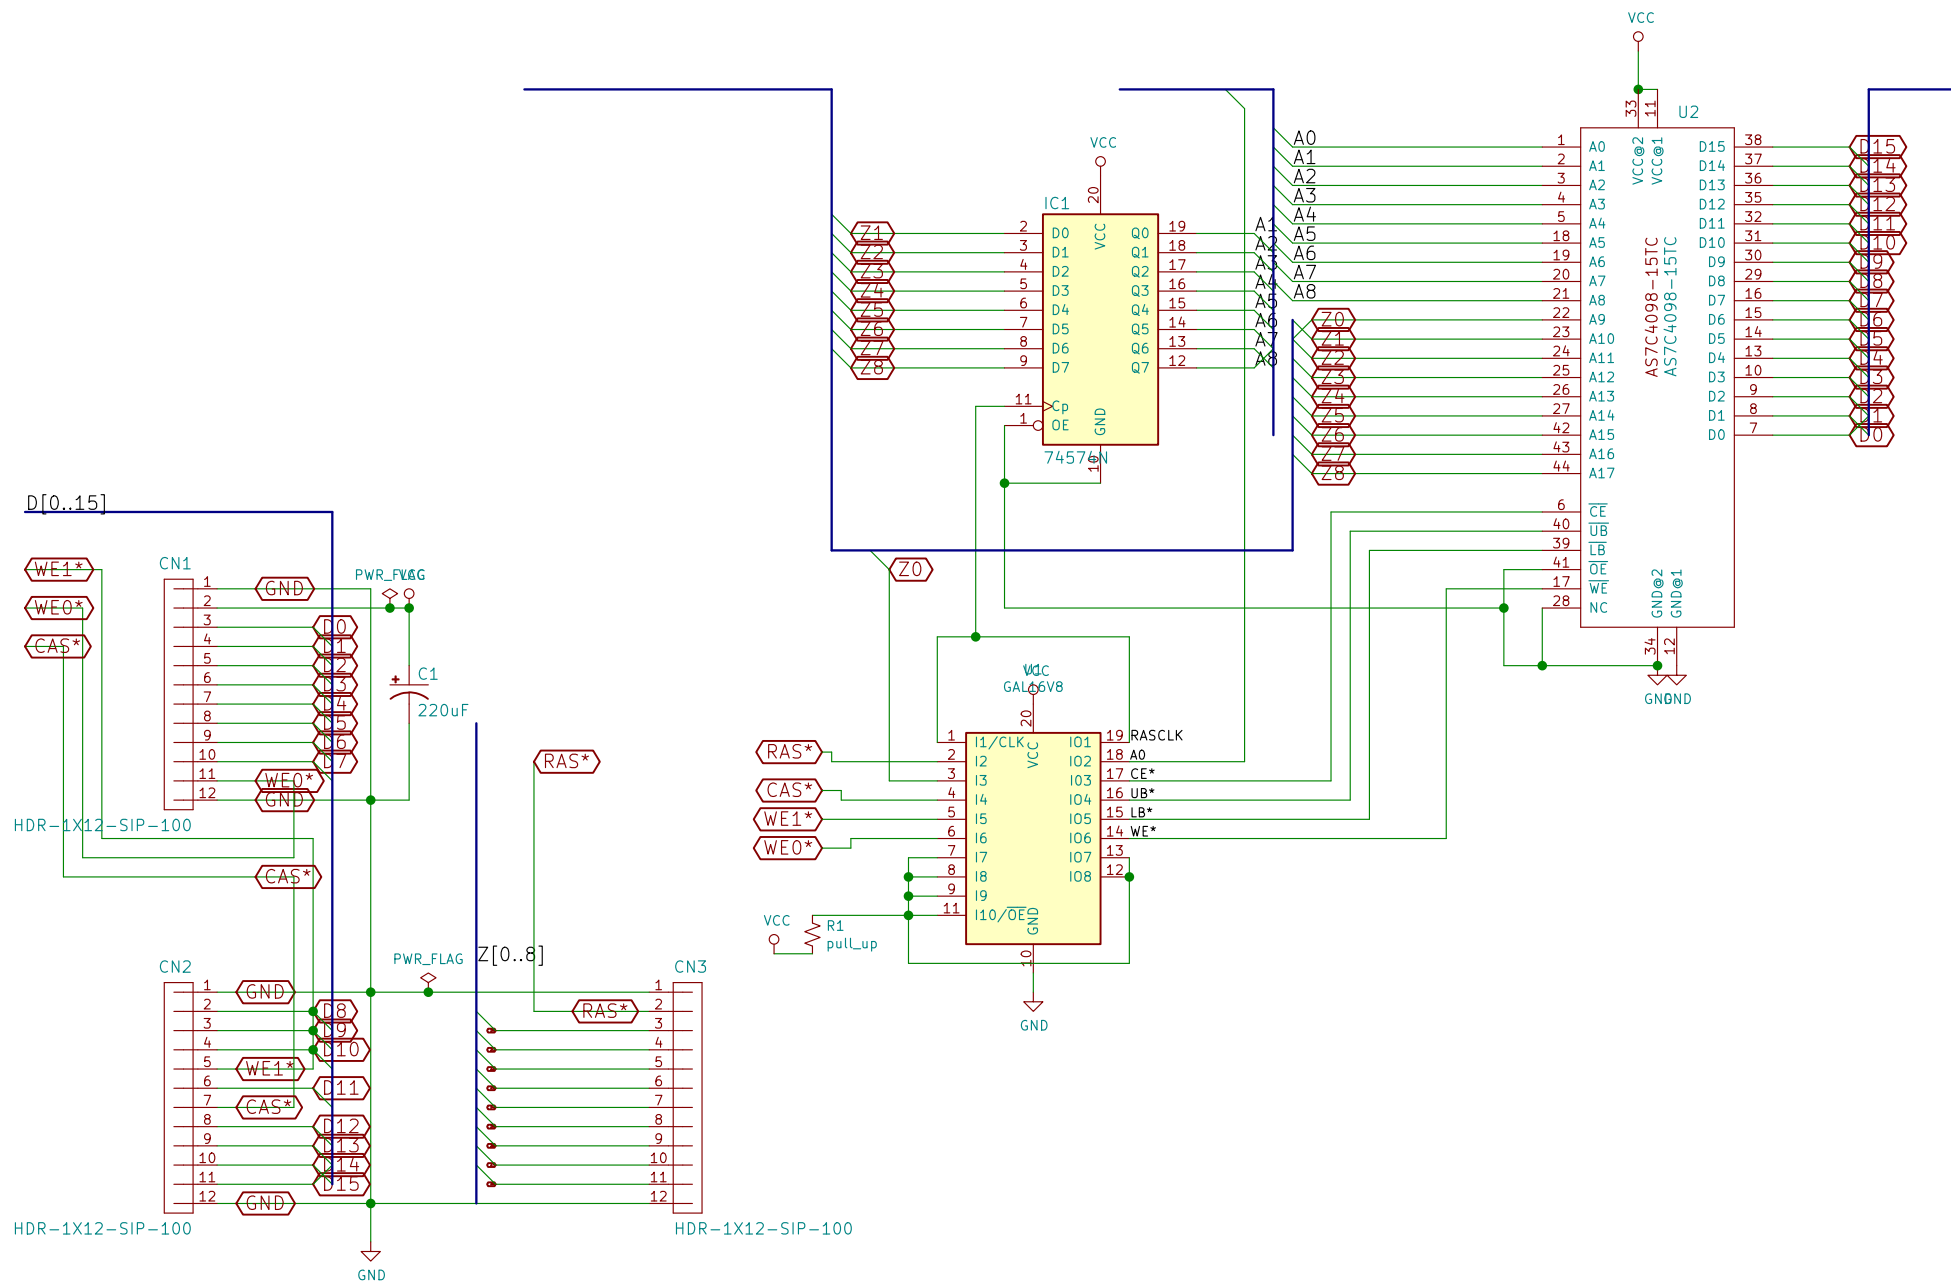 VCC
33
11
U2
VCC@2
VCC@1
AS7C4098-15TC
AS7C4098-15TC
A0
A1
A2
A3
A4
A5
A6
A7
A8
1 A0
2 A1
3 A2
4 A3
5 A4
18 A5
19 A6
20 A7
21 A8
Z0 22 A9
Z1 23 A10
Z2 24 A11
Z3 25 A12
Z4 26 A13
Z5 27 A14
Z6 42 A15
Z7 43 A16
Z8 44 A17
6 CE
40 UB
39 LB
41 OE
17 WE
28 NC
D15 38 D15
D14 37 D14
D13 36 D13
D12 35 D12
D11 32 D11
D10 31 D10
D9 30 D9
D8 29 D8
D7 16 D7
D6 15 D6
D5 14 D5
D4 13 D4
D3 10 D3
D2 9 D2
D1 8 D1
D0 7 D0
GND@2
GND@1
34
12
GND
GND
VCC
20
IC1
VCC
Z1 2 D0
Z2 3 D1
Z3 4 D2
Z4 5 D3
Z5 6 D4
Z6 7 D5
Z7 8 D6
Z8 9 D7
11 Cp
1 OE
Q0 19 A1
Q1 18 A2
Q2 17 A3
Q3 16 A4
Q4 15 A5
Q5 14 A6
Q6 13 A7
Q7 12 A8
GND
74574N
10
Z0
D[0..15]
WE1*
WE0*
CAS*
CN1
1 GND
2
3 D0
4 D1
5 D2
6 D3
7 D4
8 D5
9 D6
10 D7
11 WE0*
12 GND
HDR-1X12-SIP-100
PWR_FLAG
VCC
C1
220uF
CAS*
RAS*
U1
VCC
GAL16V8
20
VCC
1 I1/CLK
RAS* 2 I2
3 I3
CAS* 4 I4
WE1* 5 I5
WE0* 6 I6
7 I7
8 I8
9 I9
11 I10/OE
IO1 19 RASCLK
IO2 18 A0
IO3 17 CE*
IO4 16 UB*
IO5 15 LB*
IO6 14 WE*
IO7 13
IO8 12
GND
10
GND
VCC
R1
pull_up
CN2
1 GND
2 D8
3 D9
4 D10
5 WE1*
6 D11
7 CAS*
8 D12
9 D13
10 D14
11 D15
12 GND
HDR-1X12-SIP-100
PWR_FLAG
Z[0..8]
GND
CN3
1
RAS* 2
3
4
5
6
7
8
9
10
11
12
HDR-1X12-SIP-100